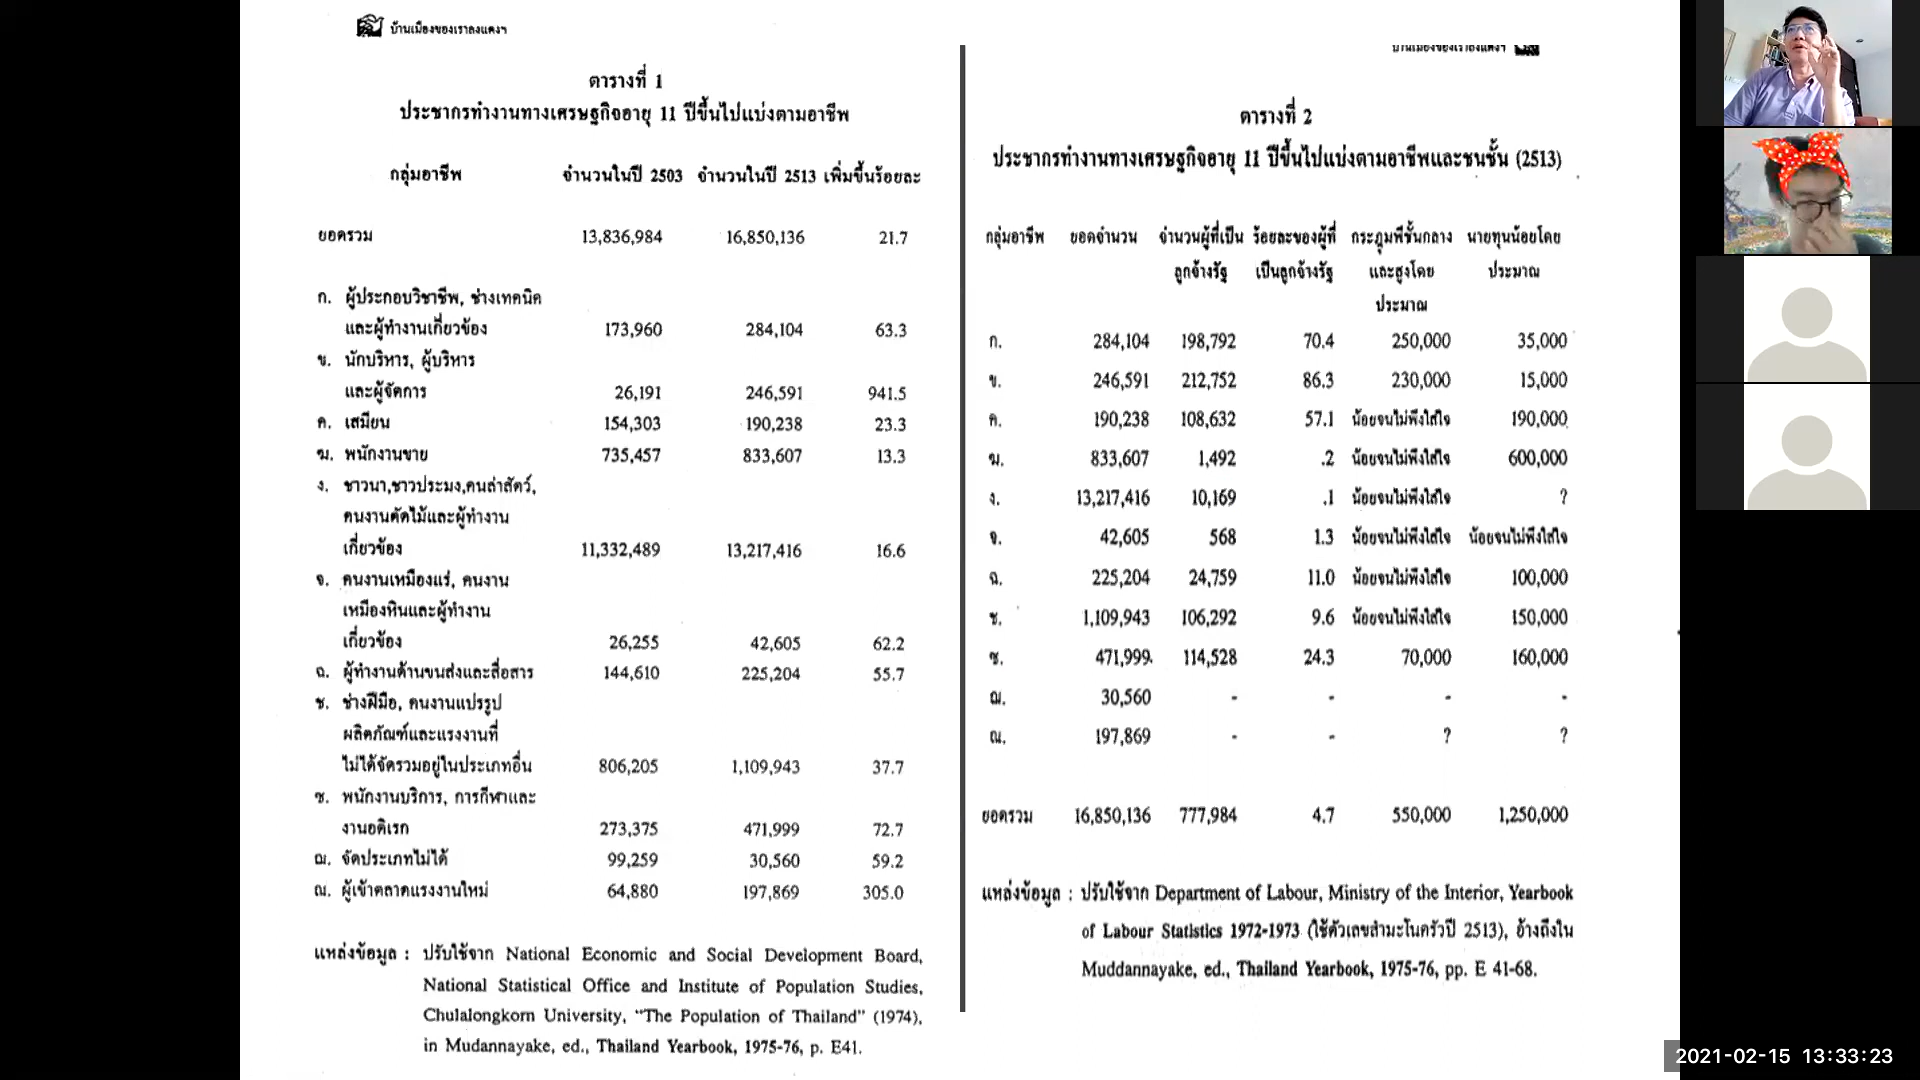 บ้านเมืองของเราลงแดงฯ
ตารางที่ 1
ประชากรทำงานทางเศรษฐกิจอายุ 11 ปีขึ้นไปแบ่งตามอาชีพ
กลุ่มอาชีพ จำนวนในปี 2503 จำนวนในปี 2513 เพิ่มขึ้นร้อยละ
ยอดรวม 13,836,984 16,850,136 21.7
ก. ผู้ประกอบวิชาชีพ, ช่างเทคนิค
และผู้ทำงานเกี่ยวข้อง 173,960 284,104 63.3
ข. นักบริหาร, ผู้บริหาร
และผู้จัดการ 26,191 246,591 941.5
ค. เสมียน 154,303 190,238 23.3
ฆ. พนักงานขาย 735,457 833,607 13.3
ง. ชาวนา,ชาวประมง,คนล่าสัตว์,
คนงานตัดไม้และผู้ทำงาน
เกี่ยวข้อง 11,332,489 13,217,416 16.6
จ. คนงานเหมืองแร่, คนงาน
เหมืองหินและผู้ทำงาน
เกี่ยวข้อง 26,255 42,605 62.2
ฉ. ผู้ทำงานด้านขนส่งและสื่อสาร 144,610 225,204 55.7
ช. ช่างฝีมือ, คนงานแปรรูป
ผลิตภัณฑ์และแรงงานที่
ไม่ได้จัดรวมอยู่ในประเภทอื่น 806,205 1,109,943 37.7
ซ. พนักงานบริการ, การกีฬาและ
งานอดิเรก 273,375 471,999 72.7
ฌ. จัดประเภทไม่ได้ 99,259 30,560 59.2
ญ. ผู้เข้าตลาดแรงงานใหม่ 64,880 197,869 305.0
แหล่งข้อมูล : ปรับใช้จาก National Economic and Social Development Board,
National Statistical Office and Institute of Population Studies,
Chulalongkorn University, "The Population of Thailand" (1974),
in Mudannayake, ed., Thailand Yearbook, 1975-76, p. E41.
บ้านเมืองของเราลงแดงฯ
ตารางที่ 2
ประชากรทำงานทางเศรษฐกิจอายุ 11 ปีขึ้นไปแบ่งตามอาชีพและชนชั้น (2513)
กลุ่มอาชีพ ยอดจำนวน จำนวนผู้ที่เป็น ร้อยละของผู้ที่ กระฎุมพีชั้นกลาง นายทุนน้อยโดย
ลูกจ้างรัฐ เป็นลูกจ้างรัฐ และสูงโดย ประมาณ
ประมาณ
ก. 284,104 198,792 70.4 250,000 35,000
ข. 246,591 212,752 86.3 230,000 15,000
ค. 190,238 108,632 57.1 น้อยจนไม่พึงใส่ใจ 190,000
ฆ. 833,607 1,492 .2 น้อยจนไม่พึงใส่ใจ 600,000
ง. 13,217,416 10,169 .1 น้อยจนไม่พึงใส่ใจ ?
จ. 42,605 568 1.3 น้อยจนไม่พึงใส่ใจ น้อยจนไม่พึงใส่ใจ
ฉ. 225,204 24,759 11.0 น้อยจนไม่พึงใส่ใจ 100,000
ช. 1,109,943 106,292 9.6 น้อยจนไม่พึงใส่ใจ 150,000
ซ. 471,999 114,528 24.3 70,000 160,000
ฌ. 30,560 - - - -
ญ. 197,869 - - ? ?
ยอดรวม 16,850,136 777,984 4.7 550,000 1,250,000
แหล่งข้อมูล : ปรับใช้จาก Department of Labour, Ministry of the Interior, Yearbook
of Labour Statistics 1972-1973 (ใช้ตัวเลขสำมะโนครัวปี 2513), อ้างถึงใน
Muddannayake, ed., Thailand Yearbook, 1975-76, pp. E 41-68.
2021-02-15 13:33:23